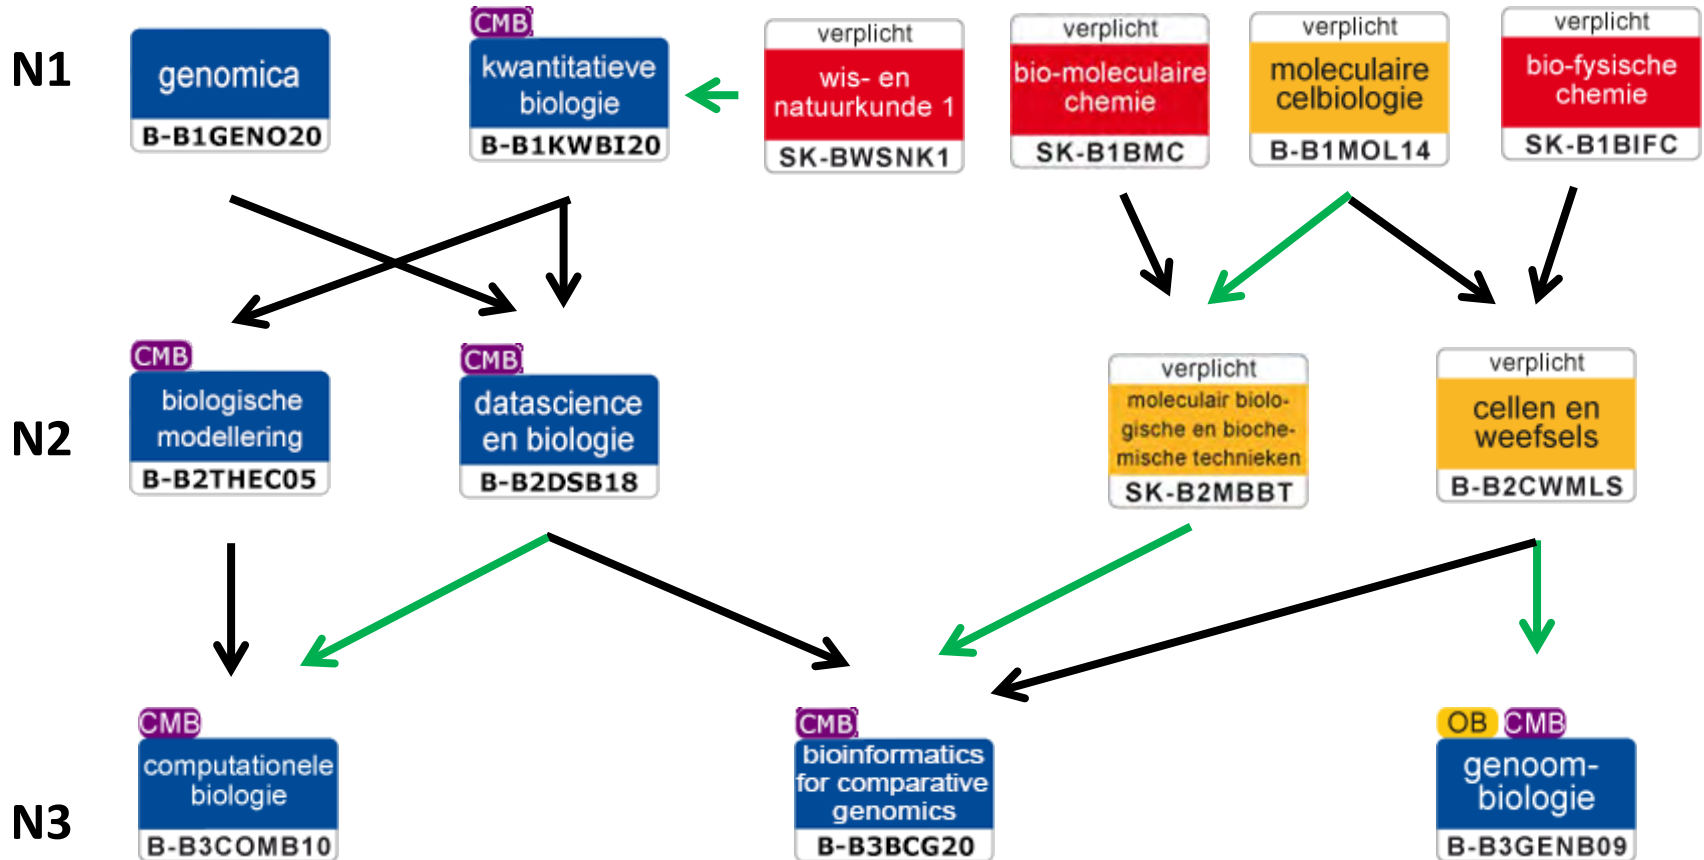 N1
genomica
B-B1GENO20
CMB
kwantitatieve
biologie
B-B1KWBI20
verplicht
wis- en
natuurkunde 1
SK-BWSNK1
verplicht
bio-moleculaire
chemie
SK-B1BMC
verplicht
moleculaire
celbiologie
B-B1MOL14
verplicht
bio-fysische
chemie
SK-B1BIFC
N2
CMB
biologische
modellering
B-B2THEC05
CMB
datascience
en biologie
B-B2DSB18
verplicht
moleculair biolo-
gische en bioche-
mische technieken
SK-B2MBBT
verplicht
cellen en
weefsels
B-B2CWMLS
N3
CMB
computationele
biologie
B-B3COMB10
CMB
bioinformatics
for comparative
genomics
B-B3BCG20
OB CMB
genoom-
biologie
B-B3GENB09